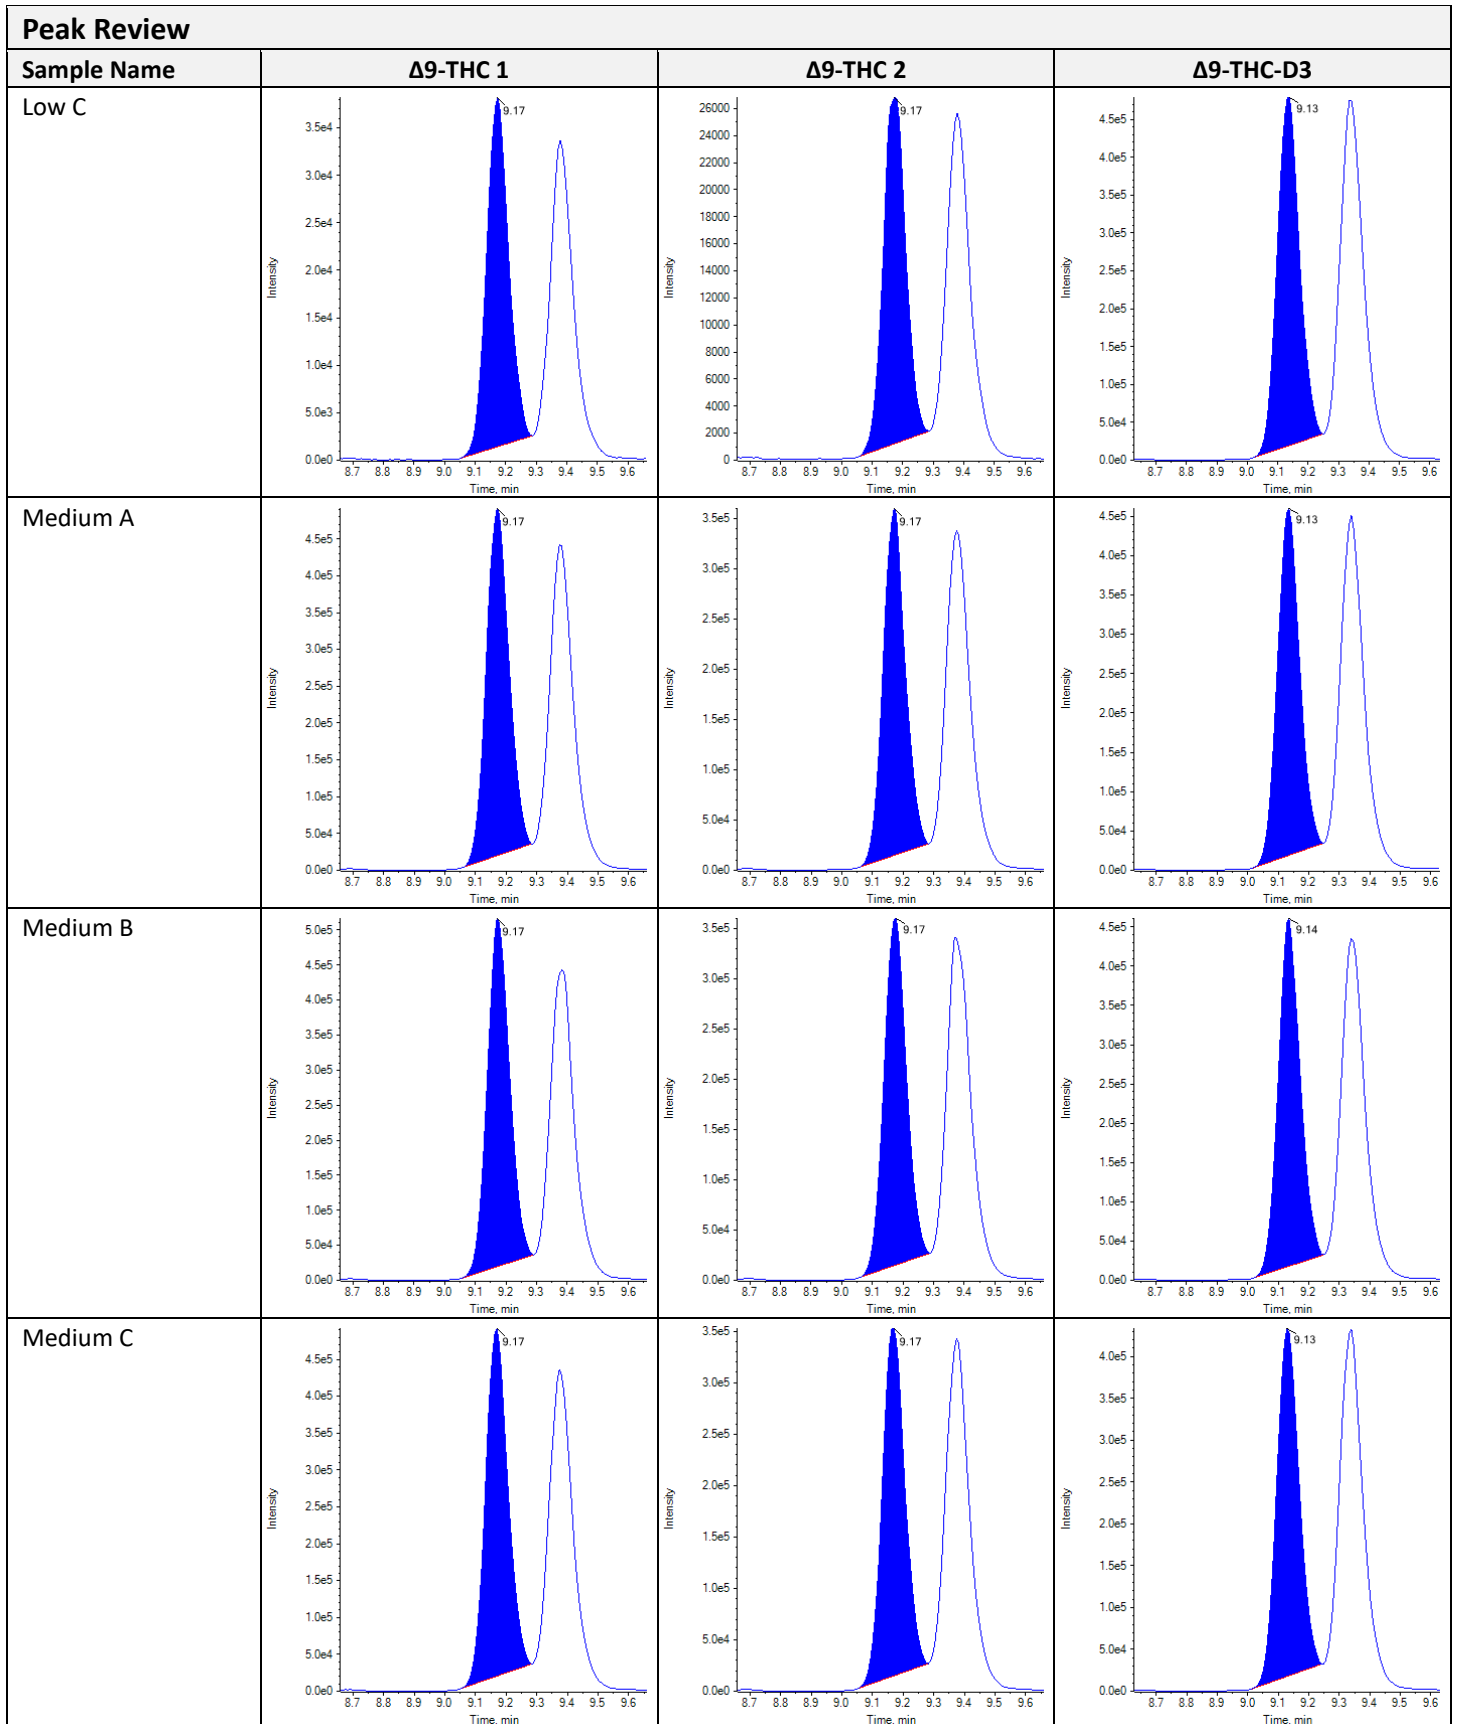 Peak Review
Sample Name Δ9-THC 1 Δ9-THC 2 Δ9-THC-D3
Low C
9.17
3.5e4
3.0e4
2.5e4
2.0e4
1.5e4
1.0e4
5.0e3
0.0e0
Intensity
8.7 8.8 8.9 9.0 9.1 9.2 9.3 9.4 9.5 9.6
Time, min
9.17
26000
24000
22000
20000
18000
16000
14000
12000
10000
8000
6000
4000
2000
0
Intensity
8.7 8.8 8.9 9.0 9.1 9.2 9.3 9.4 9.5 9.6
Time, min
9.13
4.5e5
4.0e5
3.5e5
3.0e5
2.5e5
2.0e5
1.5e5
1.0e5
5.0e4
0.0e0
Intensity
8.7 8.8 8.9 9.0 9.1 9.2 9.3 9.4 9.5 9.6
Time, min
Medium A
9.17
4.5e5
4.0e5
3.5e5
3.0e5
2.5e5
2.0e5
1.5e5
1.0e5
5.0e4
0.0e0
Intensity
8.7 8.8 8.9 9.0 9.1 9.2 9.3 9.4 9.5 9.6
Time, min
9.17
3.5e5
3.0e5
2.5e5
2.0e5
1.5e5
1.0e5
5.0e4
0.0e0
Intensity
8.7 8.8 8.9 9.0 9.1 9.2 9.3 9.4 9.5 9.6
Time, min
9.13
4.5e5
4.0e5
3.5e5
3.0e5
2.5e5
2.0e5
1.5e5
1.0e5
5.0e4
0.0e0
Intensity
8.7 8.8 8.9 9.0 9.1 9.2 9.3 9.4 9.5 9.6
Time, min
Medium B
9.17
5.0e5
4.5e5
4.0e5
3.5e5
3.0e5
2.5e5
2.0e5
1.5e5
1.0e5
5.0e4
0.0e0
Intensity
8.7 8.8 8.9 9.0 9.1 9.2 9.3 9.4 9.5 9.6
Time, min
9.17
3.5e5
3.0e5
2.5e5
2.0e5
1.5e5
1.0e5
5.0e4
0.0e0
Intensity
8.7 8.8 8.9 9.0 9.1 9.2 9.3 9.4 9.5 9.6
Time, min
9.14
4.5e5
4.0e5
3.5e5
3.0e5
2.5e5
2.0e5
1.5e5
1.0e5
5.0e4
0.0e0
Intensity
8.7 8.8 8.9 9.0 9.1 9.2 9.3 9.4 9.5 9.6
Time, min
Medium C
9.17
4.5e5
4.0e5
3.5e5
3.0e5
2.5e5
2.0e5
1.5e5
1.0e5
5.0e4
0.0e0
Intensity
8.7 8.8 8.9 9.0 9.1 9.2 9.3 9.4 9.5 9.6
Time, min
9.17
3.5e5
3.0e5
2.5e5
2.0e5
1.5e5
1.0e5
5.0e4
0.0e0
Intensity
8.7 8.8 8.9 9.0 9.1 9.2 9.3 9.4 9.5 9.6
Time, min
9.13
4.0e5
3.5e5
3.0e5
2.5e5
2.0e5
1.5e5
1.0e5
5.0e4
0.0e0
Intensity
8.7 8.8 8.9 9.0 9.1 9.2 9.3 9.4 9.5 9.6
Time, min